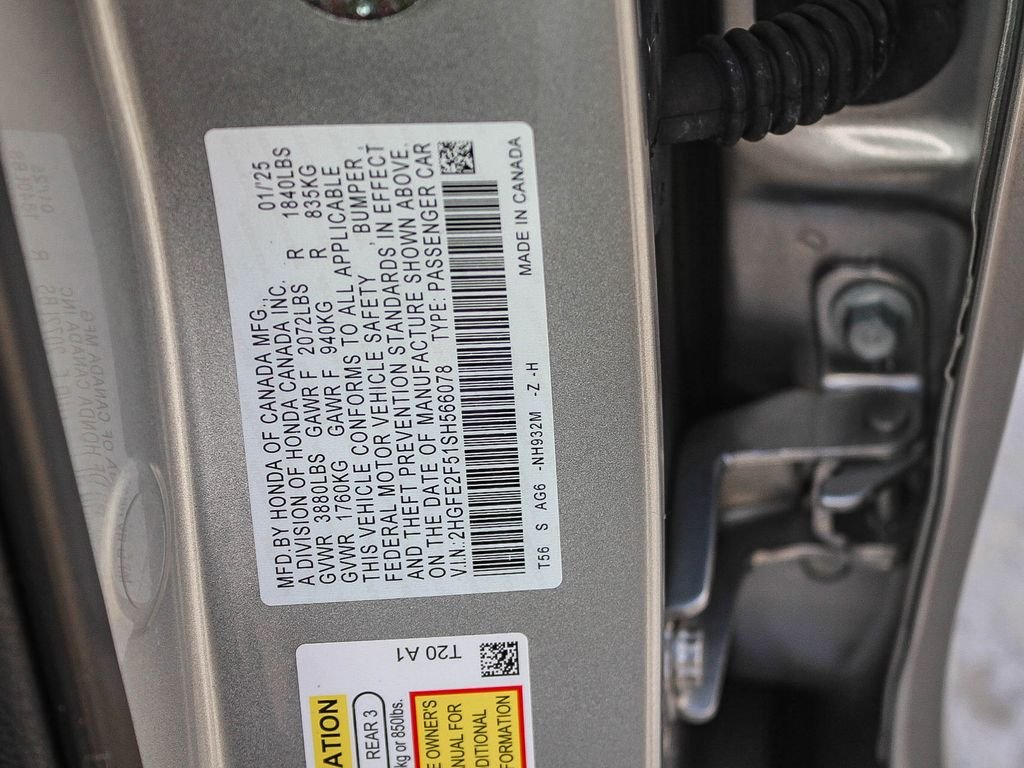 MFD.BY HONDA OF CANADA MFG., 01/25
A DIVISION OF HONDA CANADA INC.
GVWR 3880LBS GAWR F 2072LBS R 1840LBS
GVWR 1760KG GAWR F 940KG R 835KG
THIS VEHICLE CONFORMS TO ALL APPLICABLE
FEDERAL MOTOR VEHICLE SAFETY , BUMPER ,
AND THEFT PREVENTION STANDARDS IN EFFECT
ON THE DATE OF MANUFACTURE SHOWN ABOVE.
V.I.N.:2HGFE2F51SH566078 TYPE: PASSENGER CAR
MADE IN CANADA
T56 S AG6 -NH932M -Z -H
T20 A1
ATION
REAR 3
kg or 850lbs.
OWNER'S
FOR